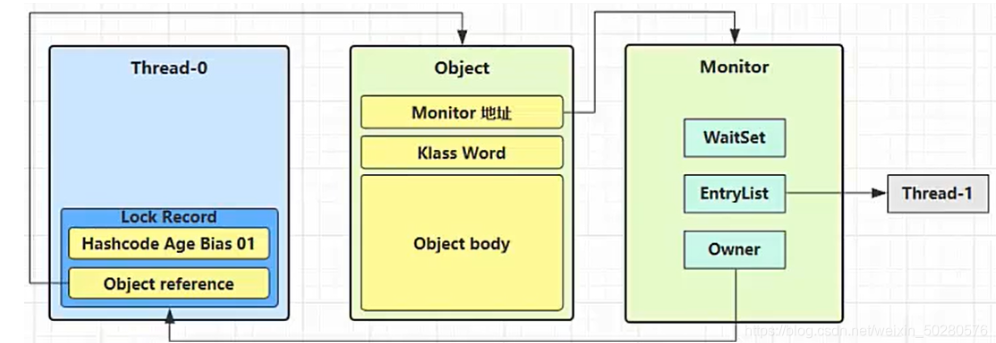 Thread-0
Lock Record
Hashcode Age Bias 01
Object reference
Object
Monitor 地址
Klass Word
Object body
Monitor
WaitSet
EntryList
Owner
Thread-1
https://blog.csdn.net/weixin_50280576